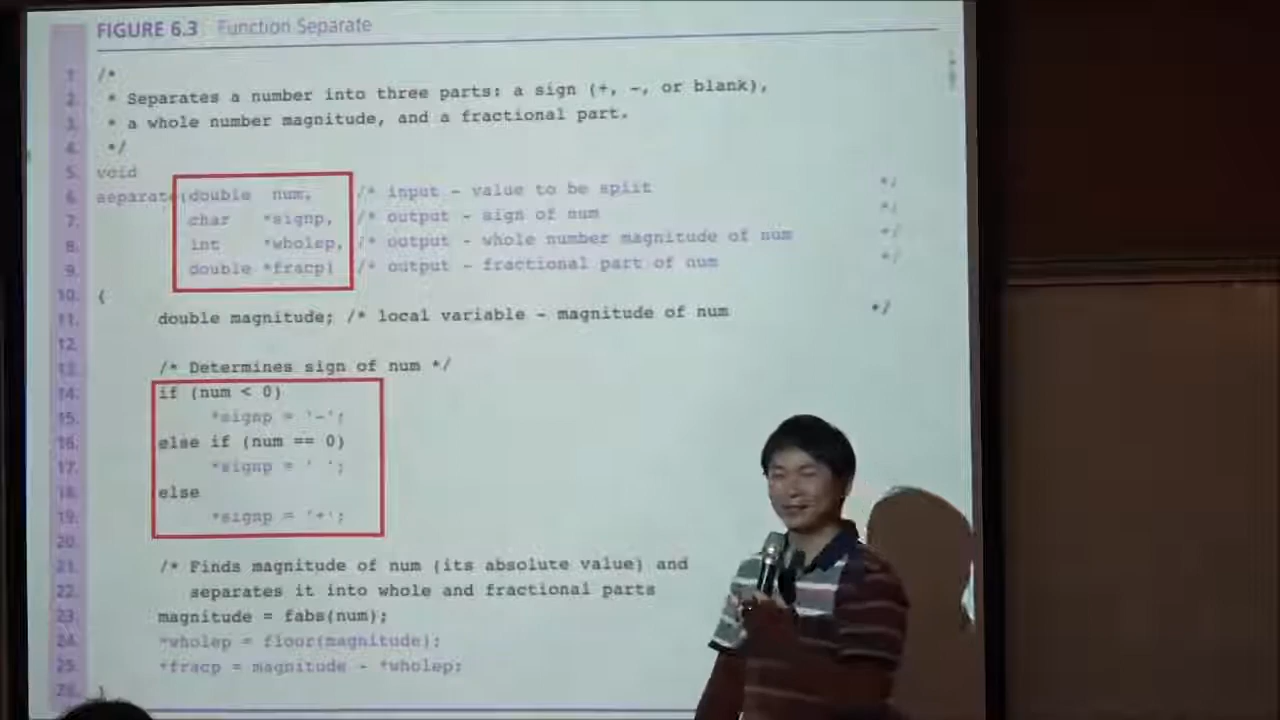 FIGURE 6.3 Function Separate
1. /*
2. * Separates a number into three parts: a sign (+, -, or blank),
3. * a whole number magnitude, and a fractional part.
4. */
5. void
6. separate(double num, /* input - value to be split */
7. char *signp, /* output - sign of num */
8. int *wholep, /* output - whole number magnitude of num */
9. double *fracp) /* output - fractional part of num */
10. {
11. double magnitude; /* local variable - magnitude of num */
12.
13. /* Determines sign of num */
14. if (num < 0)
15. *signp = '-';
16. else if (num == 0)
17. *signp = ' ';
18. else
19. *signp = '+';
20.
21. /* Finds magnitude of num (its absolute value) and
22. separates it into whole and fractional parts
23. magnitude = fabs(num);
24. *wholep = floor(magnitude);
25. *fracp = magnitude - *wholep;
26. }